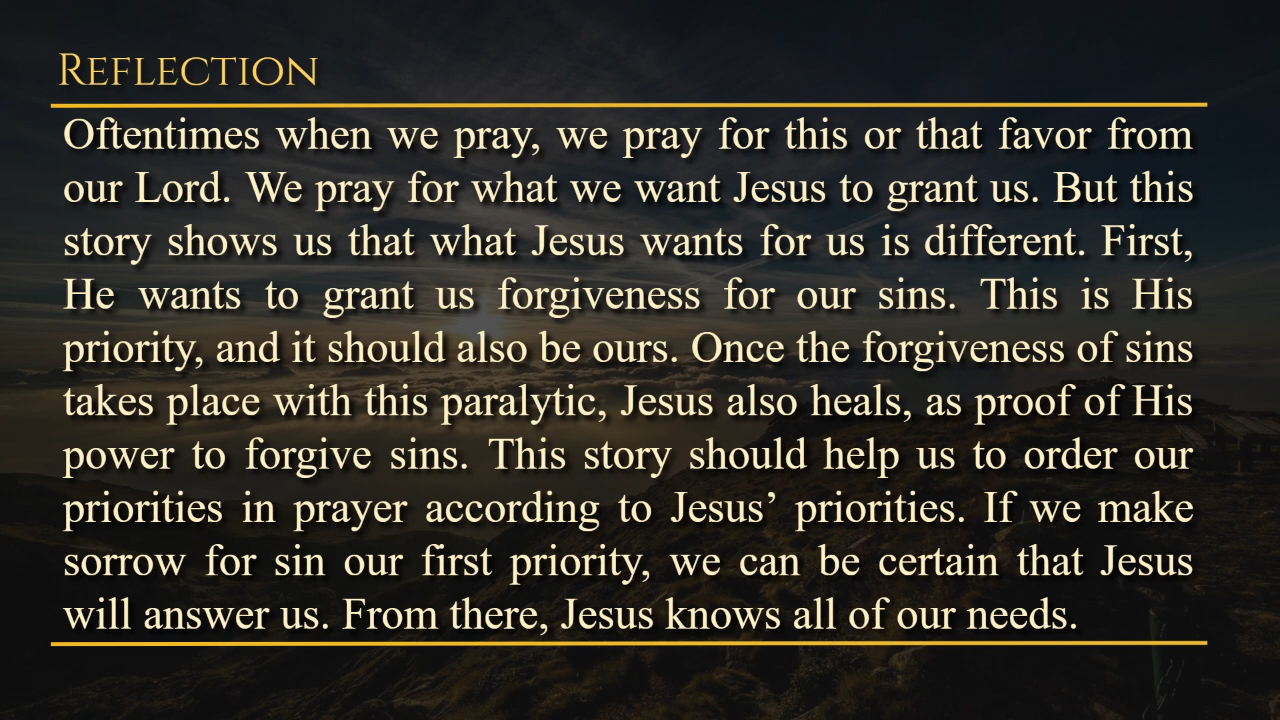 Reflection
Oftentimes when we pray, we pray for this or that favor from
our Lord. We pray for what we want Jesus to grant us. But this
story shows us that what Jesus wants for us is different. First,
He wants to grant us forgiveness for our sins. This is His
priority, and it should also be ours. Once the forgiveness of sins
takes place with this paralytic, Jesus also heals, as proof of His
power to forgive sins. This story should help us to order our
priorities in prayer according to Jesus’ priorities. If we make
sorrow for sin our first priority, we can be certain that Jesus
will answer us. From there, Jesus knows all of our needs.